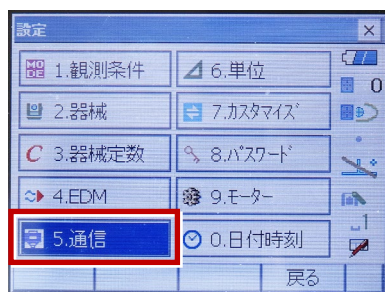 設定
1.観測条件
6.単位
0
2.器械
7.カスタマイズ
3.器械定数
8.パスワード
4.EDM
9.モーター
5.通信
0.日付時刻
1
戻る